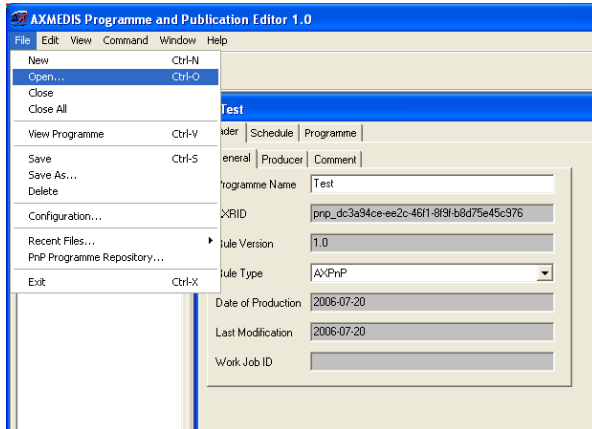 AXMEDIS Programme and Publication Editor 1.0
File Edit View Command Window Help
New Ctrl-N
Open... Ctrl-O
Close
Close All
View Programme Ctrl-V
Save Ctrl-S
Save As...
Delete
Configuration...
Recent Files...
PnP Programme Repository...
Exit Ctrl-X
Test
ader Schedule Programme
eneral Producer Comment
Programme Name Test
XRID pnp_dc3a94ce-ee2c-46f1-8f9f-b8d75e45c976
Rule Version 1.0
Rule Type AXPnP
Date of Production 2006-07-20
Last Modification 2006-07-20
Work Job ID